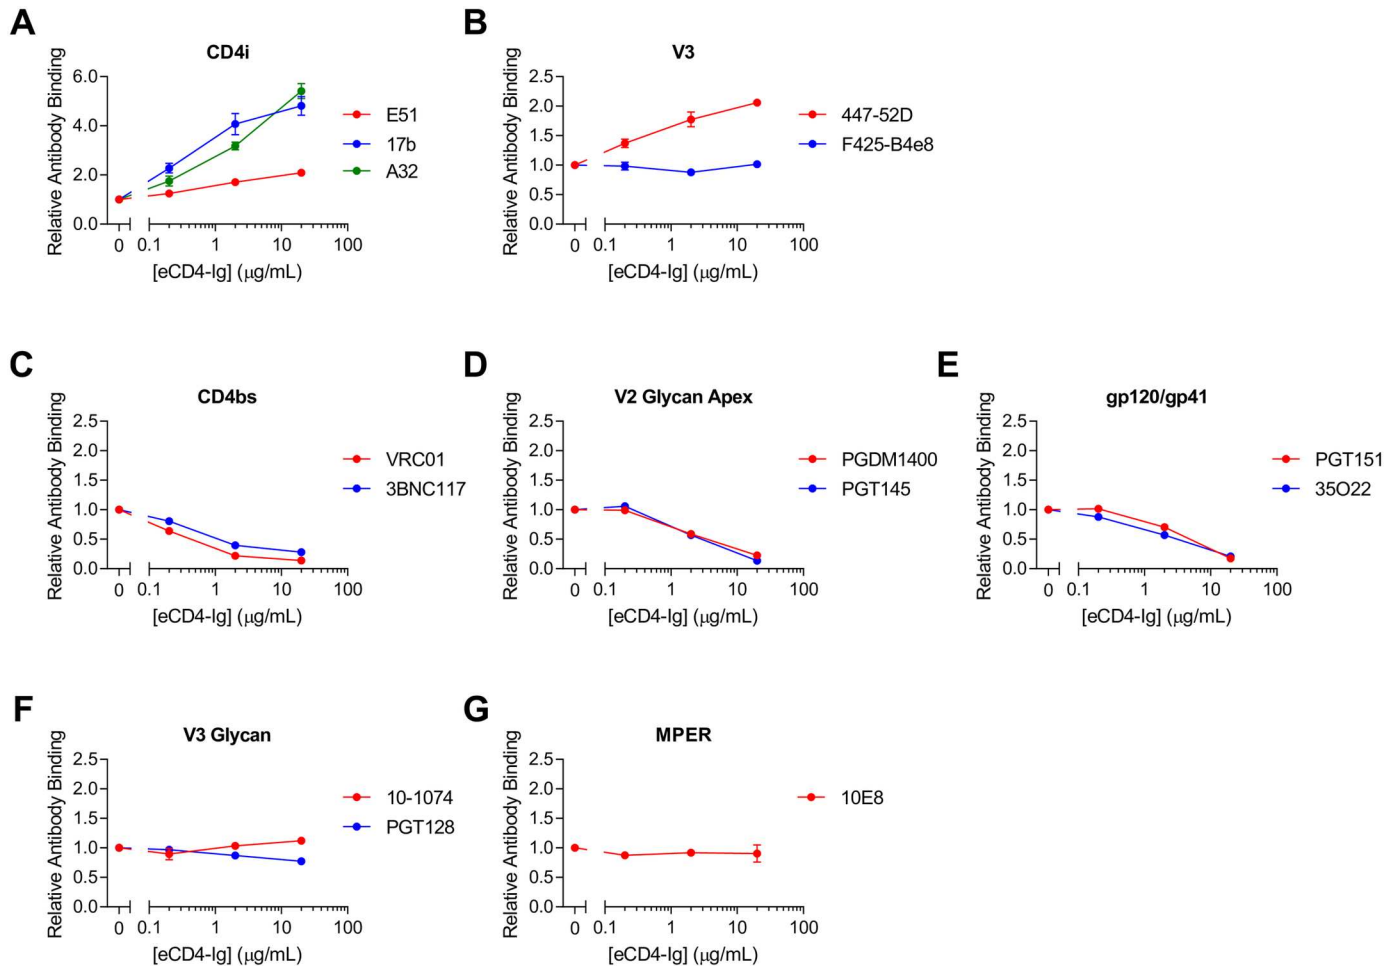 A
CD4i
Relative Antibody Binding
6.0
4.0
2.0
0.0
0 0.1 1 10 100
[eCD4-Ig] (μg/mL)
E51
17b
A32
B
V3
Relative Antibody Binding
2.5
2.0
1.5
1.0
0.5
0.0
0 0.1 1 10 100
[eCD4-Ig] (μg/mL)
447-52D
F425-B4e8
C
CD4bs
Relative Antibody Binding
2.5
2.0
1.5
1.0
0.5
0.0
0 0.1 1 10 100
[eCD4-Ig] (μg/mL)
VRC01
3BNC117
D
V2 Glycan Apex
Relative Antibody Binding
2.5
2.0
1.5
1.0
0.5
0.0
0 0.1 1 10 100
[eCD4-Ig] (μg/mL)
PGDM1400
PGT145
E
gp120/gp41
Relative Antibody Binding
2.5
2.0
1.5
1.0
0.5
0.0
0 0.1 1 10 100
[eCD4-Ig] (μg/mL)
PGT151
35O22
F
V3 Glycan
Relative Antibody Binding
2.5
2.0
1.5
1.0
0.5
0.0
0 0.1 1 10 100
[eCD4-Ig] (μg/mL)
10-1074
PGT128
G
MPER
Relative Antibody Binding
2.5
2.0
1.5
1.0
0.5
0.0
0 0.1 1 10 100
[eCD4-Ig] (μg/mL)
10E8